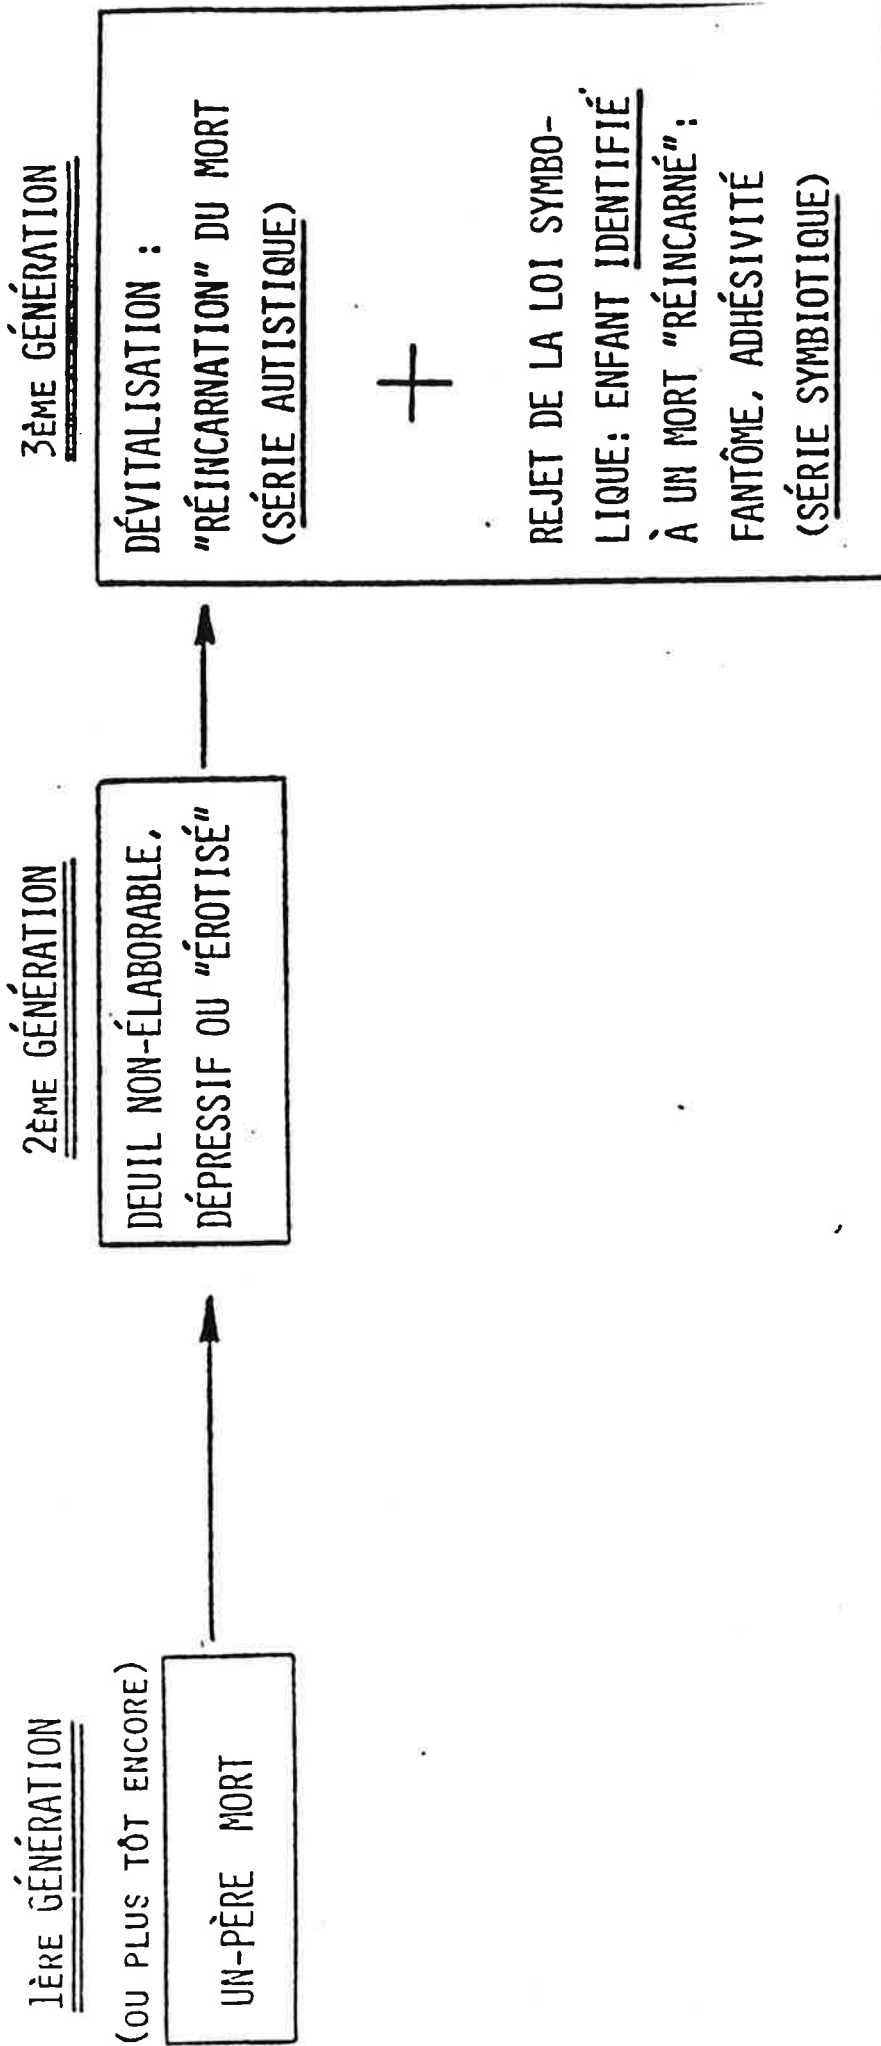 1ÈRE GÉNÉRATION
(OU PLUS TÔT ENCORE)
UN-PÈRE MORT
2ÈME GÉNÉRATION
DEUIL NON-ÉLABORABLE,
DÉPRESSIF OU "ÉROTISÉ"
3ÈME GÉNÉRATION
DÉVITALISATION :
"RÉINCARNATION" DU MORT
(SÉRIE AUTISTIQUE)
+
REJET DE LA LOI SYMBO-
LIQUE: ENFANT IDENTIFIÉ
À UN MORT "RÉINCARNÉ":
FANTÔME, ADHÉSIVITÉ
(SÉRIE SYMBIOTIQUE)